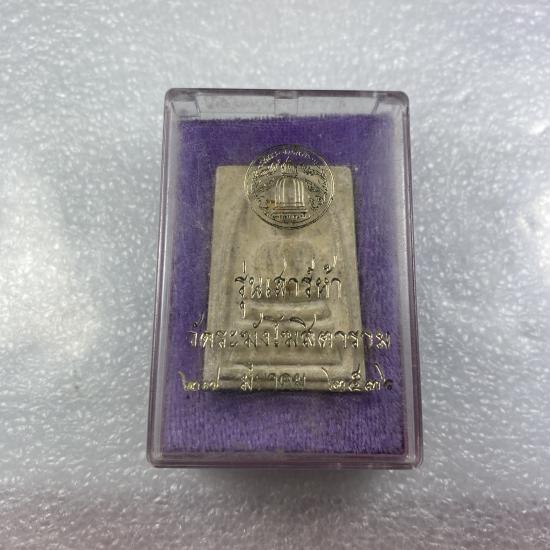 รุ่นเสาร์ห้า
วัดระฆังโฆสิตาราม
๒๗ มีนาคม ๒๕๓๖